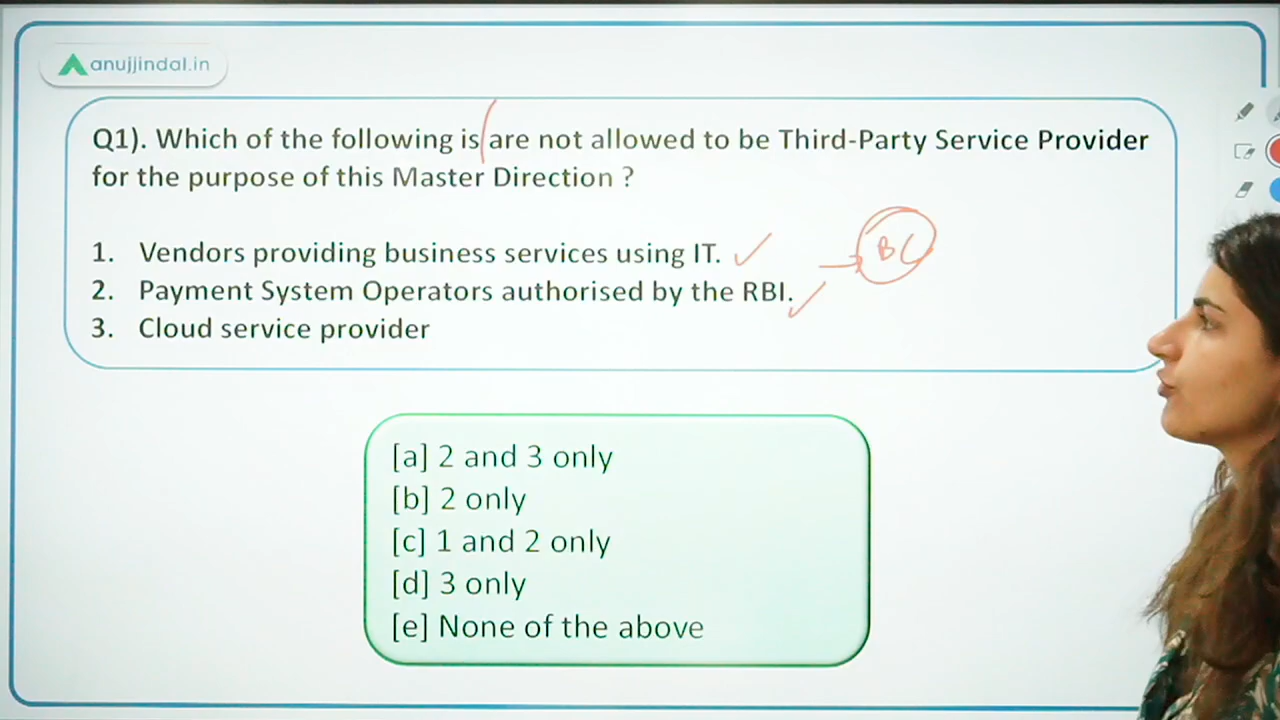 anujjindal.in
Q1). Which of the following is/are not allowed to be Third-Party Service Provider
for the purpose of this Master Direction ?
1. Vendors providing business services using IT.
2. Payment System Operators authorised by the RBI.
3. Cloud service provider
BC
[a] 2 and 3 only
[b] 2 only
[c] 1 and 2 only
[d] 3 only
[e] None of the above